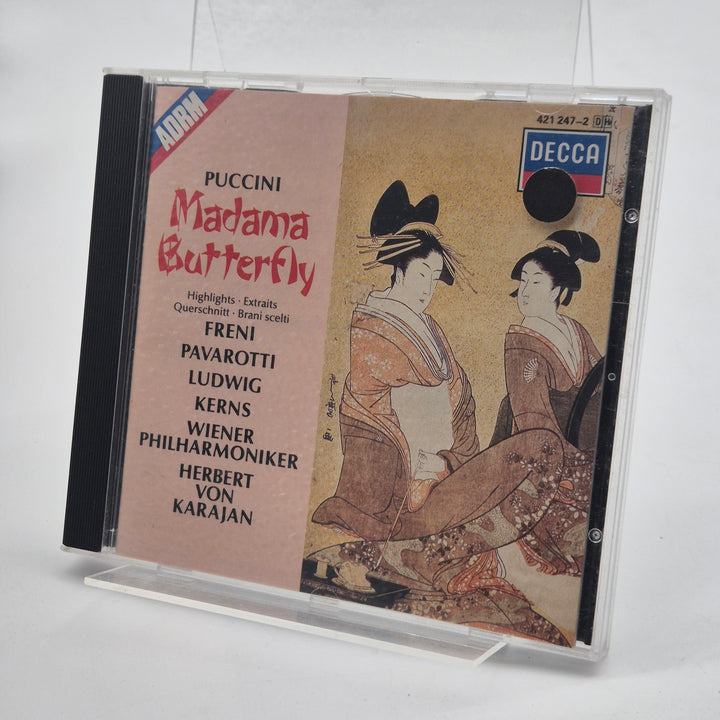 ADRM
421 247-2 DH
DECCA
PUCCINI
Madama
Butterfly
Highlights · Extraits
Querschnitt · Brani scelti
FRENI
PAVAROTTI
LUDWIG
KERNS
WIENER
PHILHARMONIKER
HERBERT
VON
KARAJAN